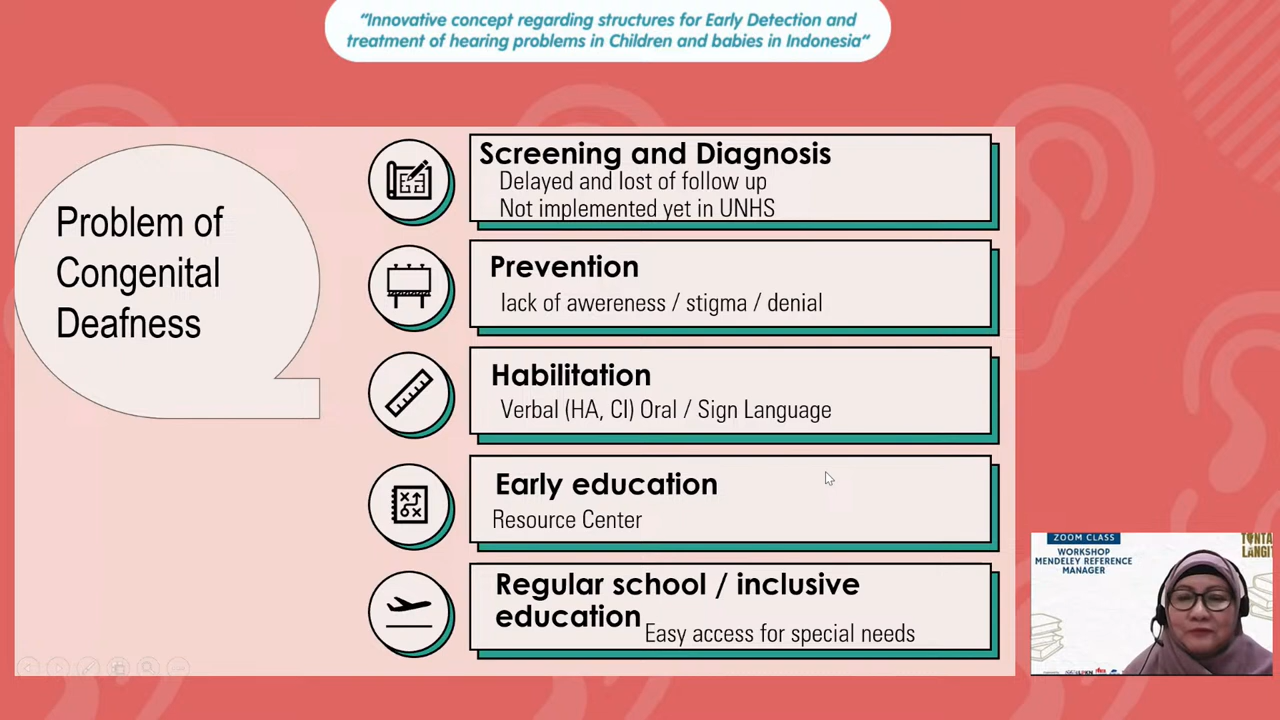 “Innovative concept regarding structures for Early Detection and
treatment of hearing problems in Children and babies in Indonesia“
Problem of
Congenital
Deafness
Screening and Diagnosis
Delayed and lost of follow up
Not implemented yet in UNHS
Prevention
lack of awereness / stigma / denial
Habilitation
Verbal (HA, CI) Oral / Sign Language
Early education
Resource Center
Regular school / inclusive
education
Easy access for special needs
ZOOM CLASS
WORKSHOP
MENDELEY REFERENCE
MANAGER